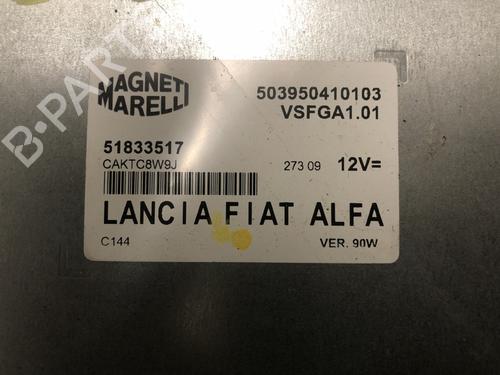 MAGNETI
MARELLI
503950410103
VSFGA1.01
51833517
CAKTC8W9J
273 09 12V=
LANCIA FIAT ALFA
C144 VER. 90W
B-PARTS